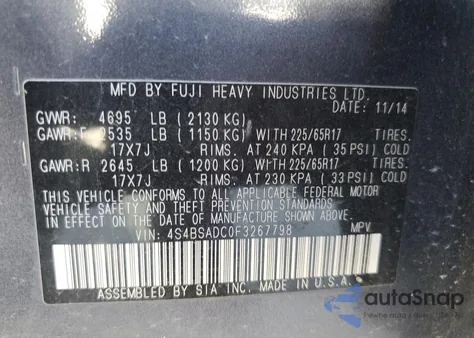 MFD BY FUJI HEAVY INDUSTRIES LTD.
DATE: 11/14
GVWR: 4695 LB (2130 KG)
GAWR:F 2535 LB (1150 KG) WITH 225/65R17 TIRES.
17X7J RIMS. AT 240 KPA (35 PSI) COLD
GAWR:R 2645 LB (1200 KG) WITH 225/65R17 TIRES.
17X7J RIMS. AT 230 KPA (33 PSI) COLD
THIS VEHICLE CONFORMS TO ALL APPLICABLE FEDERAL MOTOR
VEHICLE SAFETY AND THEFT PREVENTION STANDARDS IN EFFECT
ON THE DATE OF MANUFACTURE SHOWN ABOVE.
VIN: 4S4BSADC0F3267798 MPV
ASSEMBLED BY SIA INC. MADE IN U.S.A.
autoSnap